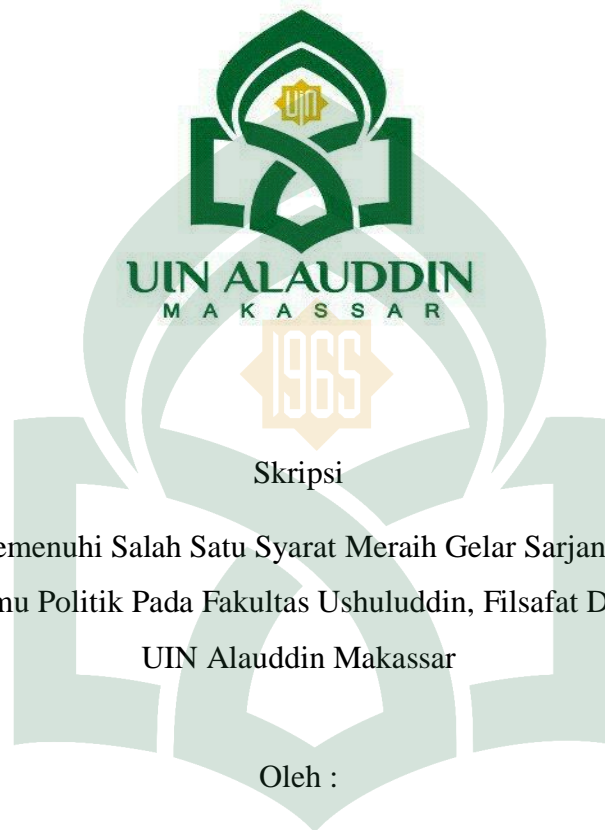 Uin
UIN ALAUDDIN
MAKASSAR
1965
Skripsi
emenuhi Salah Satu Syarat Meraih Gelar Sarjan
mu Politik Pada Fakultas Ushuluddin, Filsafat D
UIN Alauddin Makassar
Oleh :